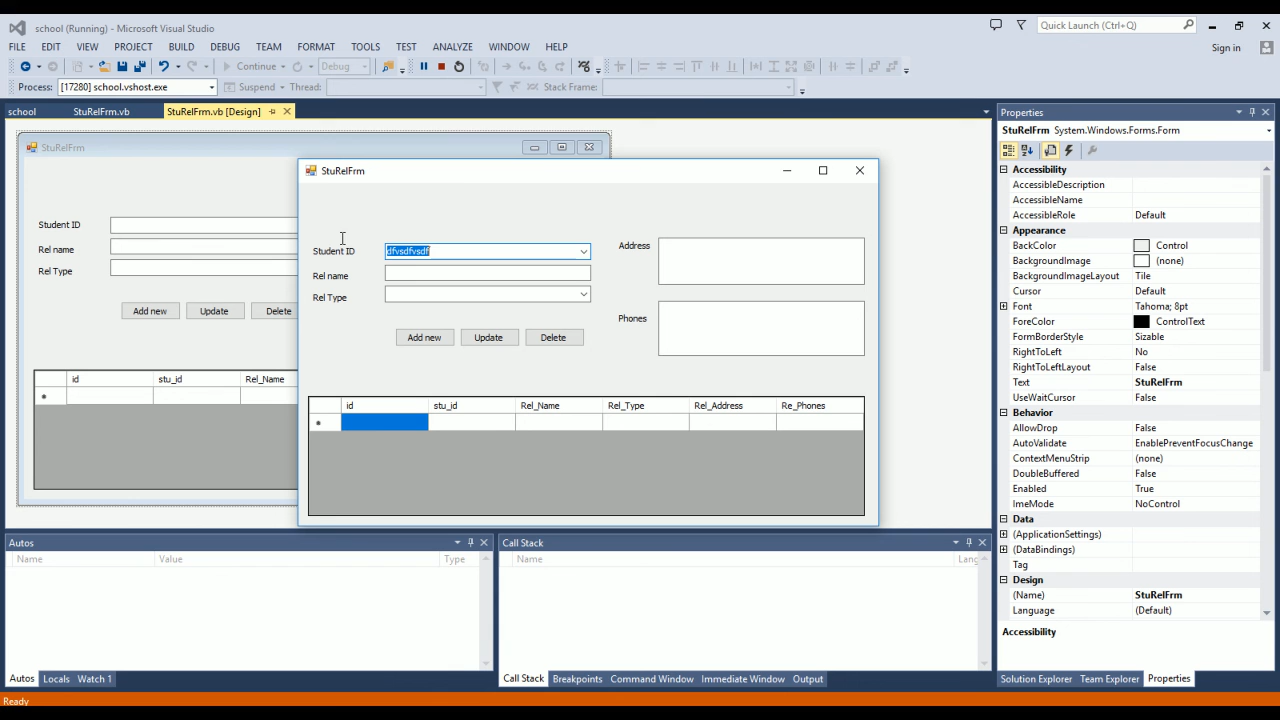 school (Running) - Microsoft Visual Studio
Quick Launch (Ctrl+Q)
FILE EDIT VIEW PROJECT BUILD DEBUG TEAM FORMAT TOOLS TEST ANALYZE WINDOW HELP
Sign in
Continue Debug
Process: [17280] school.vshost.exe Suspend Thread: Stack Frame:
school StuRelFrm.vb StuRelFrm.vb [Design]
Properties
StuRelFrm System.Windows.Forms.Form
StuRelFrm
Student ID
Rel name
Rel Type
Add new Update Delete
id stu_id Rel_Name
StuRelFrm
Student ID dfvsdfvsdf
Rel name
Rel Type
Address
Phones
Add new Update Delete
id stu_id Rel_Name Rel_Type Rel_Address Re_Phones
Accessibility
AccessibleDescription
AccessibleName
AccessibleRole Default
Appearance
BackColor Control
BackgroundImage (none)
BackgroundImageLayout Tile
Cursor Default
Font Tahoma; 8pt
ForeColor ControlText
FormBorderStyle Sizable
RightToLeft No
RightToLeftLayout False
Text StuRelFrm
UseWaitCursor False
Behavior
AllowDrop False
AutoValidate EnablePreventFocusChange
ContextMenuStrip (none)
DoubleBuffered False
Enabled True
ImeMode NoControl
Data
(ApplicationSettings)
(DataBindings)
Tag
Design
(Name) StuRelFrm
Language (Default)
Accessibility
Autos
Name Value Type
Call Stack
Name Lang
Autos Locals Watch 1
Call Stack Breakpoints Command Window Immediate Window Output
Solution Explorer Team Explorer Properties
Ready